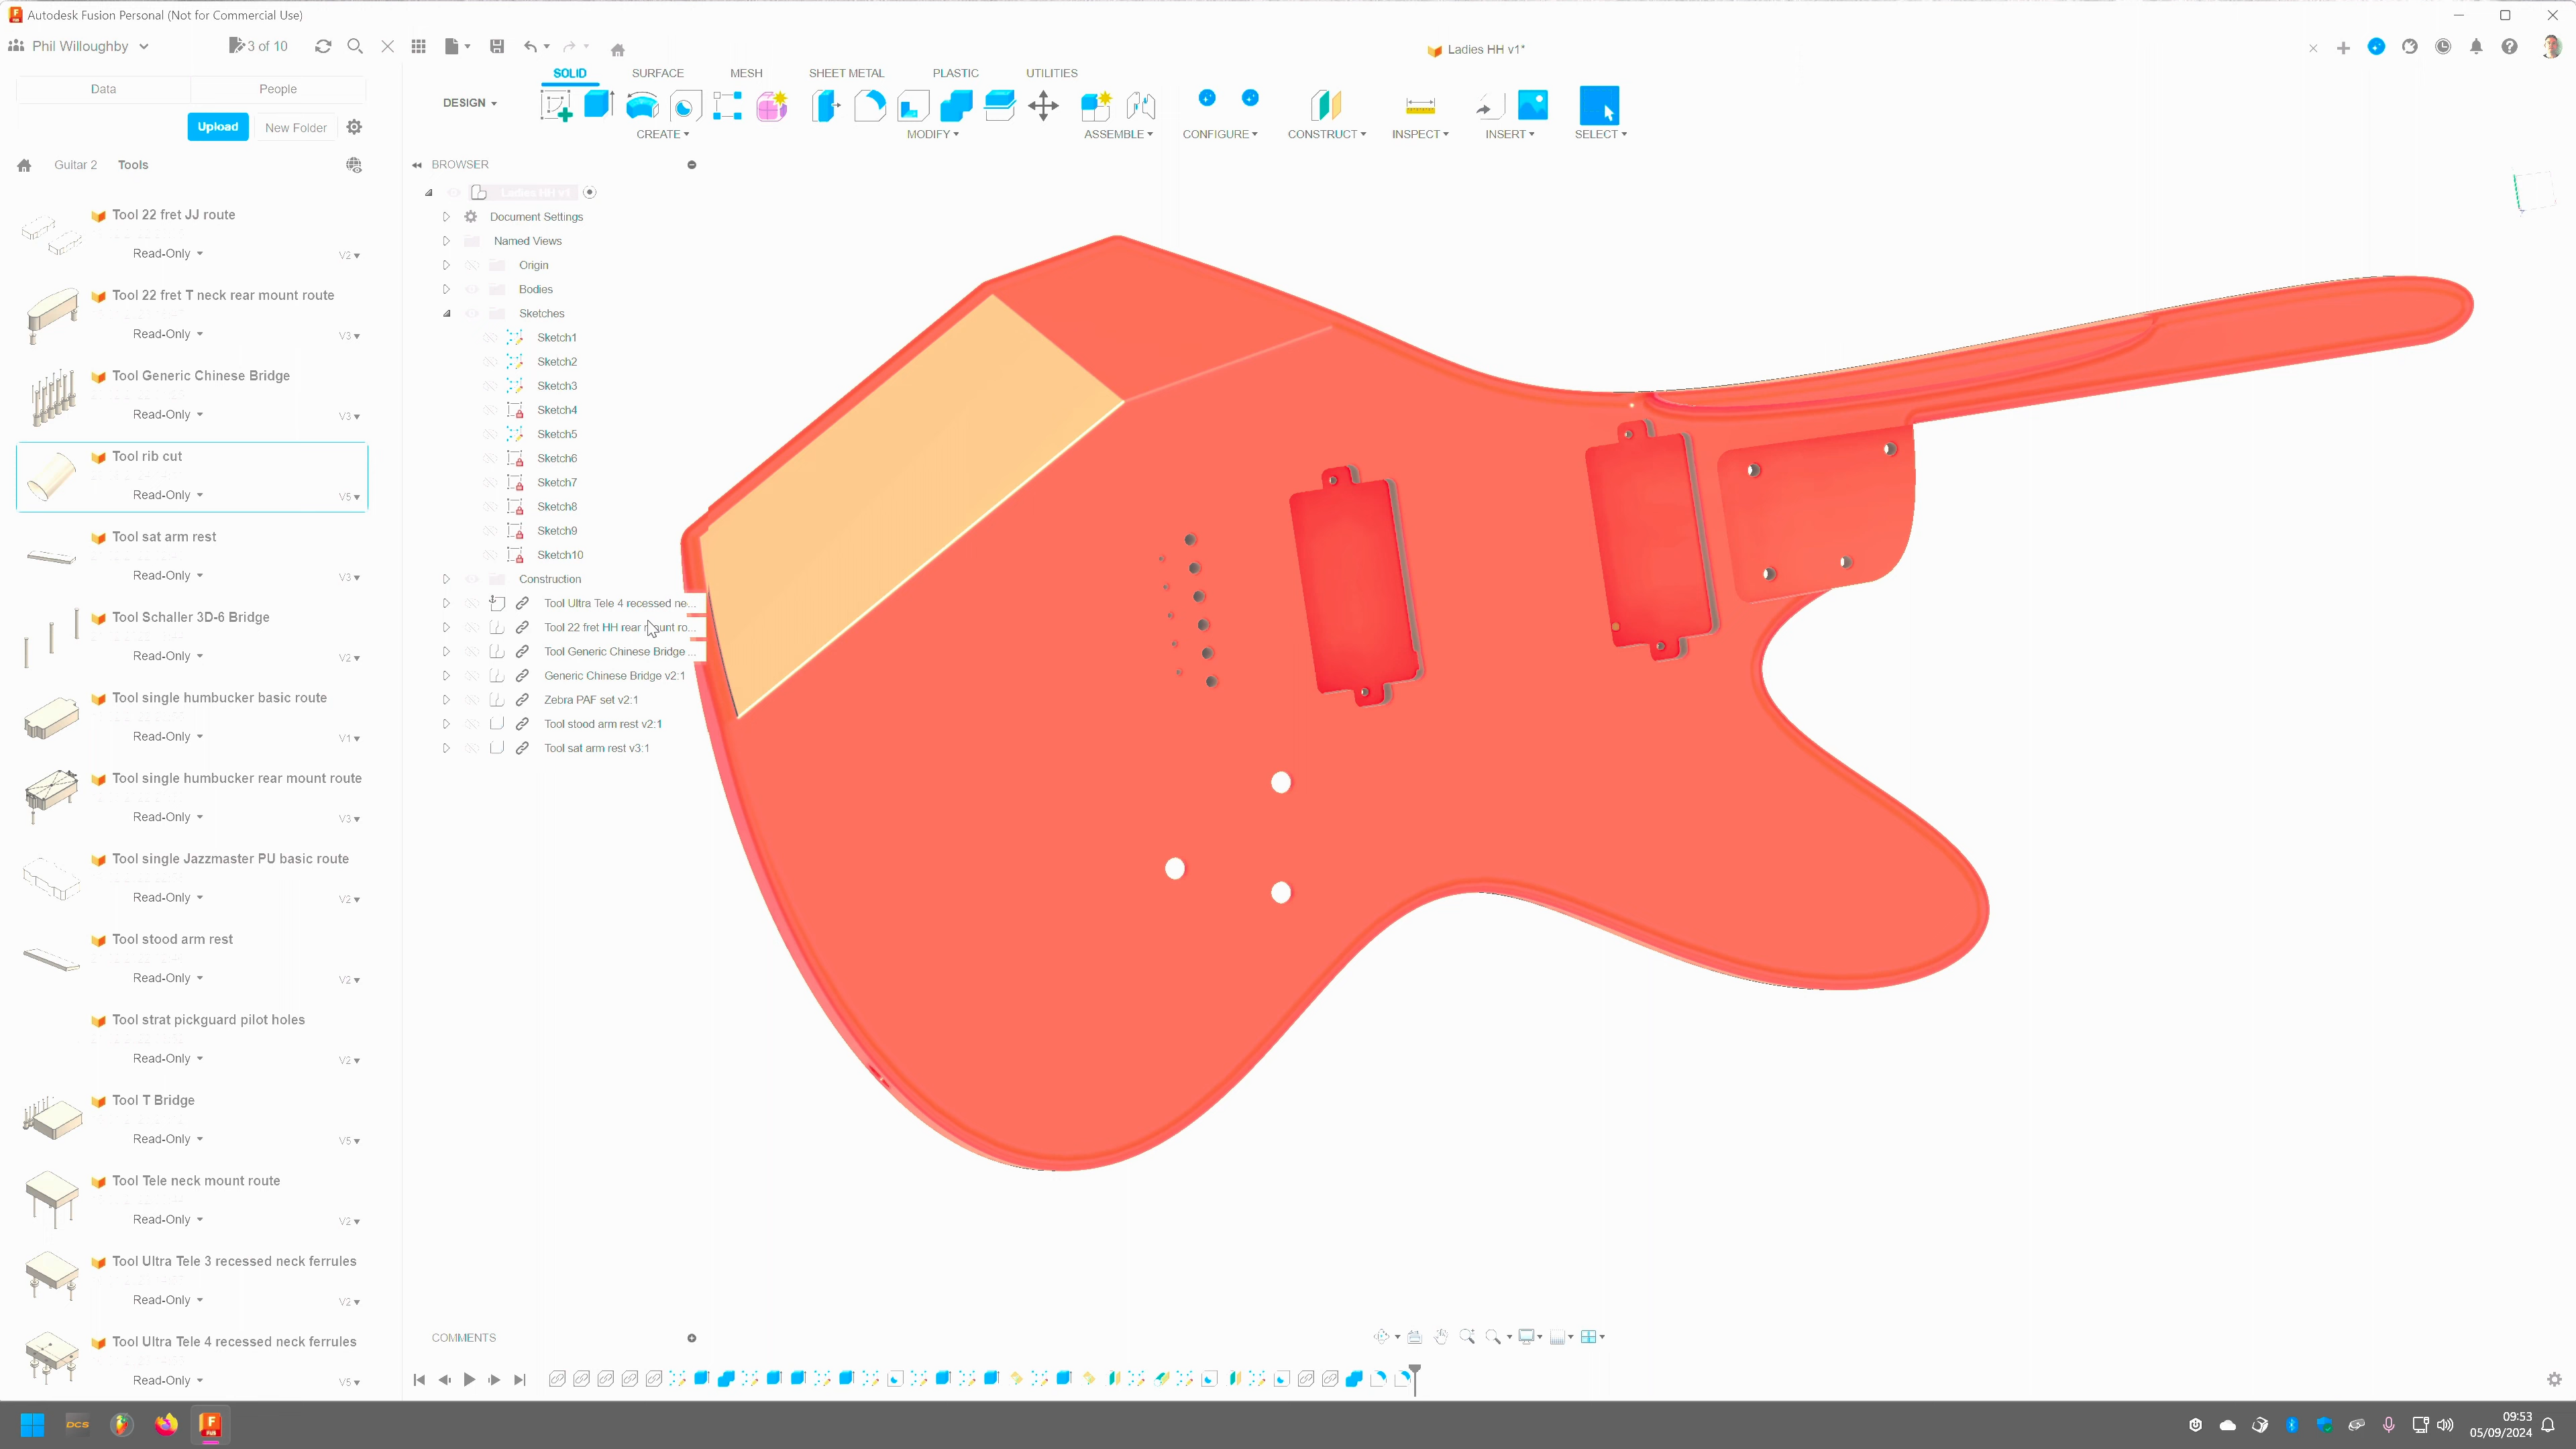 Autodesk Fusion Personal (Not for Commercial Use)
Phil Willoughby
3 of 10
Ladies HH v1*
Data
People
Upload
New Folder
Guitar 2
Tools
DESIGN
SOLID
SURFACE
MESH
SHEET METAL
PLASTIC
UTILITIES
CREATE
MODIFY
ASSEMBLE
CONFIGURE
CONSTRUCT
INSPECT
INSERT
SELECT
Tool 22 fret JJ route
Read-Only
V2
Tool 22 fret T neck rear mount route
Read-Only
V3
Tool Generic Chinese Bridge
Read-Only
V3
Tool rib cut
Read-Only
V5
Tool sat arm rest
Read-Only
V3
Tool Schaller 3D-6 Bridge
Read-Only
V2
Tool single humbucker basic route
Read-Only
V1
Tool single humbucker rear mount route
Read-Only
V3
Tool single Jazzmaster PU basic route
Read-Only
V2
Tool stood arm rest
Read-Only
V2
Tool strat pickguard pilot holes
Read-Only
V2
Tool T Bridge
Read-Only
V5
Tool Tele neck mount route
Read-Only
V2
Tool Ultra Tele 3 recessed neck ferrules
Read-Only
V2
Tool Ultra Tele 4 recessed neck ferrules
Read-Only
V5
BROWSER
Ladies HH v1
Document Settings
Named Views
Origin
Bodies
Sketches
Sketch1
Sketch2
Sketch3
Sketch4
Sketch5
Sketch6
Sketch7
Sketch8
Sketch9
Sketch10
Construction
Tool Ultra Tele 4 recessed ne...
Tool 22 fret HH rear mount ro...
Tool Generic Chinese Bridge ...
Generic Chinese Bridge v2:1
Zebra PAF set v2:1
Tool stood arm rest v2:1
Tool sat arm rest v3:1
COMMENTS
DCS
F
FUS
09:53
05/09/2024